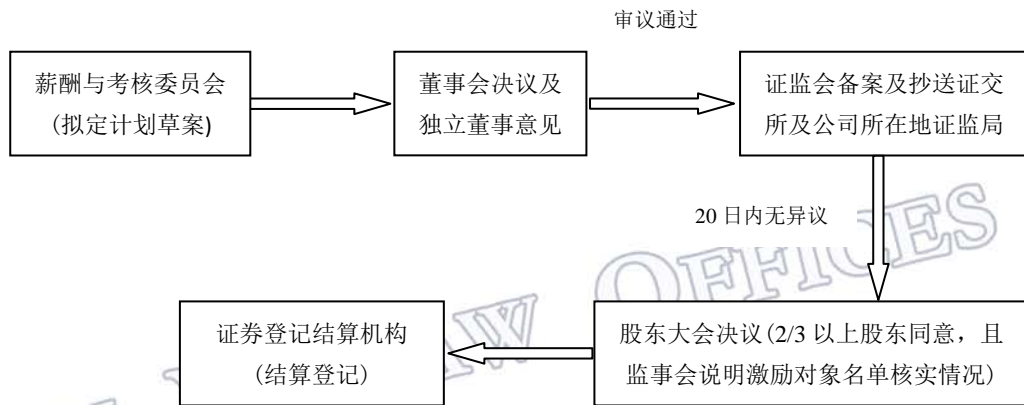 审议通过
薪酬与考核委员会
(拟定计划草案)
董事会决议及
独立董事意见
证监会备案及抄送证交
所及公司所在地证监局
20 日内无异议
股东大会决议(2/3 以上股东同意，且
监事会说明激励对象名单核实情况)
证券登记结算机构
(结算登记)
LAW OFFICES